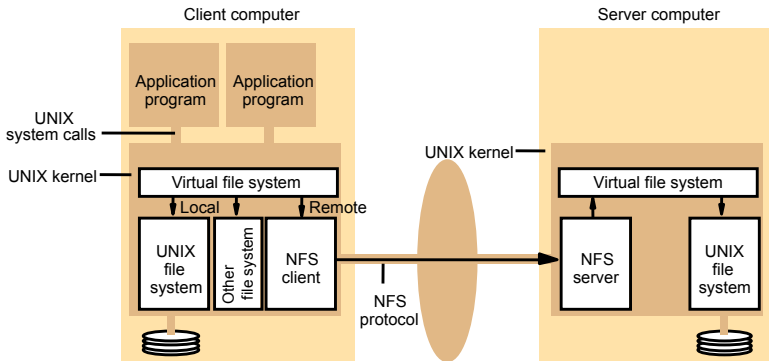 Client computer
Server computer
Application
program
Application
program
UNIX
system calls
UNIX kernel
UNIX kernel
Virtual file system
Virtual file system
Local
Remote
UNIX
file
system
Other
file system
NFS
client
NFS
server
UNIX
file
system
NFS
protocol